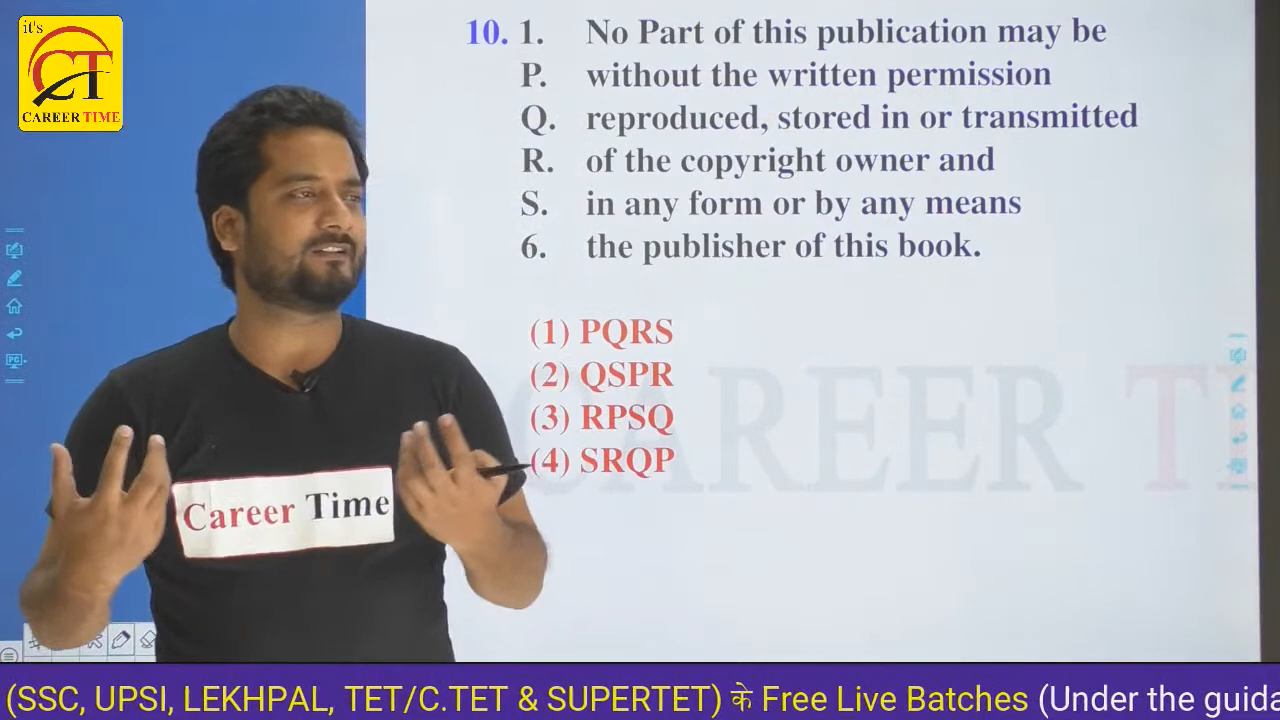 it's
CT
CAREER TIME
10. 1. No Part of this publication may be
P. without the written permission
Q. reproduced, stored in or transmitted
R. of the copyright owner and
S. in any form or by any means
6. the publisher of this book.
(1) PQRS
(2) QSPR
(3) RPSQ
(4) SRQP
CAREER TI
Career Time
(SSC, UPSI, LEKHPAL, TET/C.TET & SUPERTET) के Free Live Batches (Under the guida